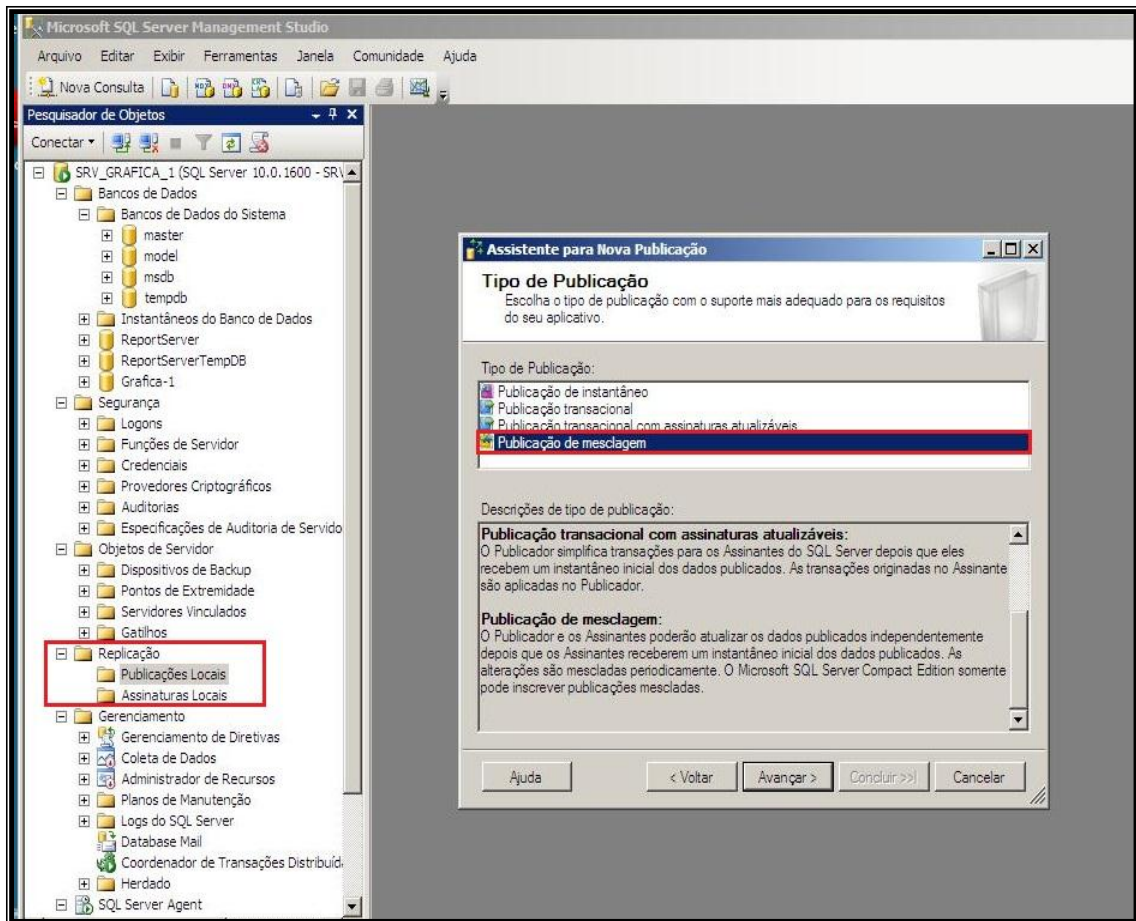 Microsoft SQL Server Management Studio
Arquivo Editar Exibir Ferramentas Janela Comunidade Ajuda
Nova Consulta
Pesquisador de Objetos
Conectar
SRV_GRAFICA_1 (SQL Server 10.0.1600 - SRV
Bancos de Dados
Bancos de Dados do Sistema
master
model
msdb
tempdb
Instantâneos do Banco de Dados
ReportServer
ReportServerTempDB
Grafica-1
Segurança
Logons
Funções de Servidor
Credenciais
Provedores Criptográficos
Auditorias
Especificações de Auditoria de Servido
Objetos de Servidor
Dispositivos de Backup
Pontos de Extremidade
Servidores Vinculados
Gatilhos
Replicação
Publicações Locais
Assinaturas Locais
Gerenciamento
Gerenciamento de Diretivas
Coleta de Dados
Administrador de Recursos
Planos de Manutenção
Logs do SQL Server
Database Mail
Coordenador de Transações Distribuíd
Herdado
SQL Server Agent
Assistente para Nova Publicação
Tipo de Publicação
Escolha o tipo de publicação com o suporte mais adequado para os requisitos
do seu aplicativo.
Tipo de Publicação:
Publicação de instantâneo
Publicação transacional
Publicação transacional com assinaturas atualizáveis
Publicação de mesclagem
Descrições de tipo de publicação:
Publicação transacional com assinaturas atualizáveis:
O Publicador simplifica transações para os Assinantes do SQL Server depois que eles
recebem um instantâneo inicial dos dados publicados. As transações originadas no Assinante
são aplicadas no Publicador.
Publicação de mesclagem:
O Publicador e os Assinantes poderão atualizar os dados publicados independentemente
depois que os Assinantes receberem um instantâneo inicial dos dados publicados. As
alterações são mescladas periodicamente. O Microsoft SQL Server Compact Edition somente
pode inscrever publicações mescladas.
Ajuda < Voltar Avançar > Concluir >>| Cancelar